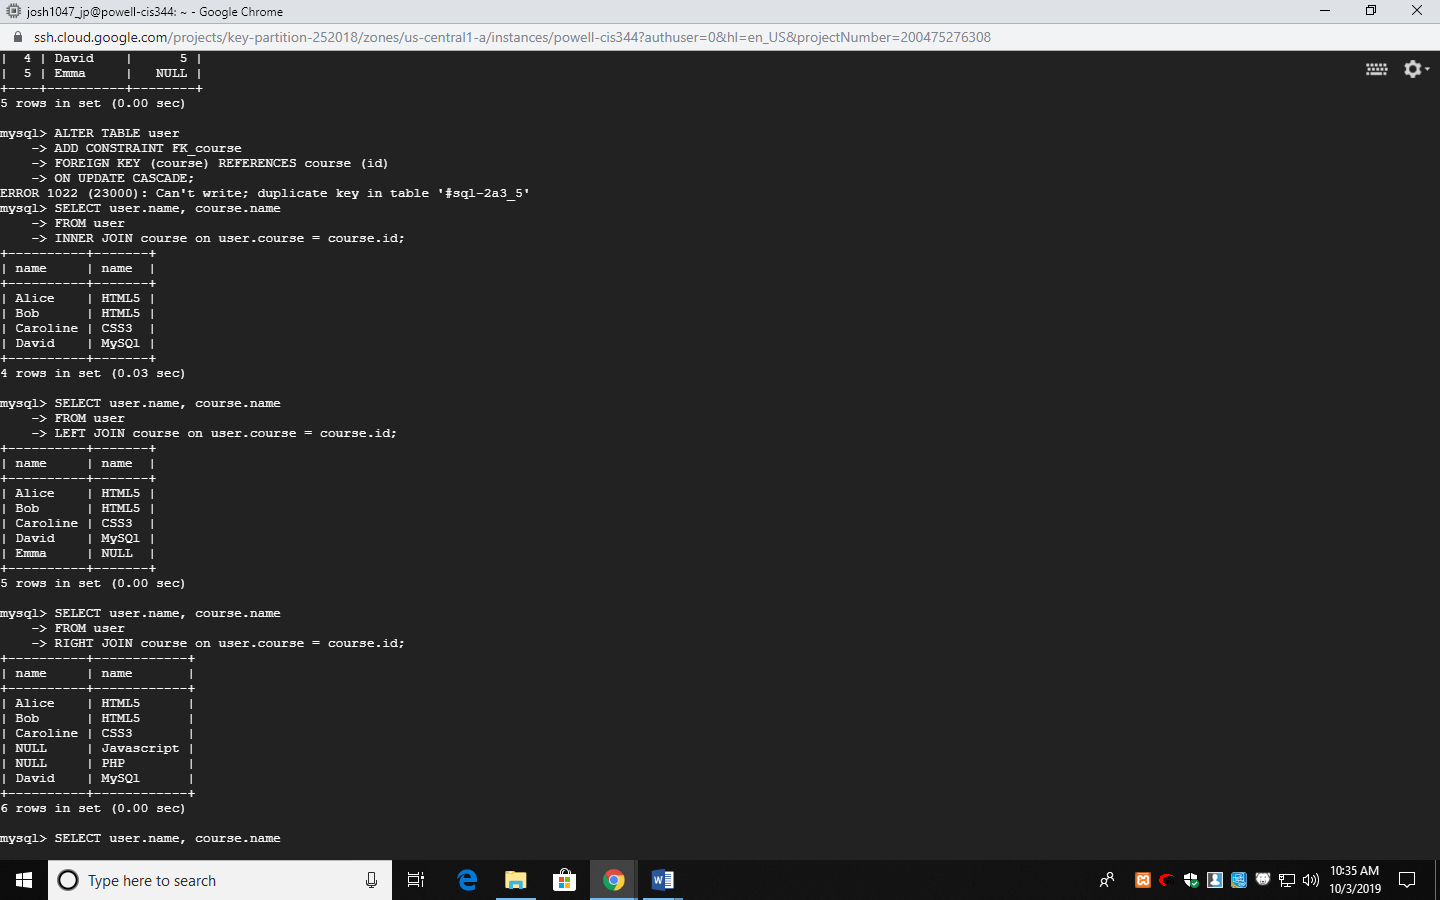 josh1047_jp@powell-cis344: ~ - Google Chrome
ssh.cloud.google.com/projects/key-partition-252018/zones/us-central1-a/instances/powell-cis344?authuser=0&hl=en_US&projectNumber=200475276308
|  4 | David    |      5 |
|  5 | Emma     |   NULL |
+----+----------+--------+
5 rows in set (0.00 sec)
mysql> ALTER TABLE user
    -> ADD CONSTRAINT FK_course
    -> FOREIGN KEY (course) REFERENCES course (id)
    -> ON UPDATE CASCADE;
ERROR 1022 (23000): Can't write; duplicate key in table '#sql-2a3_5'
mysql> SELECT user.name, course.name
    -> FROM user
    -> INNER JOIN course on user.course = course.id;
+----------+-------+
| name     | name  |
+----------+-------+
| Alice    | HTML5 |
| Bob      | HTML5 |
| Caroline | CSS3  |
| David    | MySQl |
+----------+-------+
4 rows in set (0.03 sec)
mysql> SELECT user.name, course.name
    -> FROM user
    -> LEFT JOIN course on user.course = course.id;
+----------+-------+
| name     | name  |
+----------+-------+
| Alice    | HTML5 |
| Bob      | HTML5 |
| Caroline | CSS3  |
| David    | MySQl |
| Emma     | NULL  |
+----------+-------+
5 rows in set (0.00 sec)
mysql> SELECT user.name, course.name
    -> FROM user
    -> RIGHT JOIN course on user.course = course.id;
+----------+------------+
| name     | name       |
+----------+------------+
| Alice    | HTML5      |
| Bob      | HTML5      |
| Caroline | CSS3       |
| NULL     | Javascript |
| NULL     | PHP        |
| David    | MySQl      |
+----------+------------+
6 rows in set (0.00 sec)
mysql> SELECT user.name, course.name
Type here to search
10:35 AM
10/3/2019